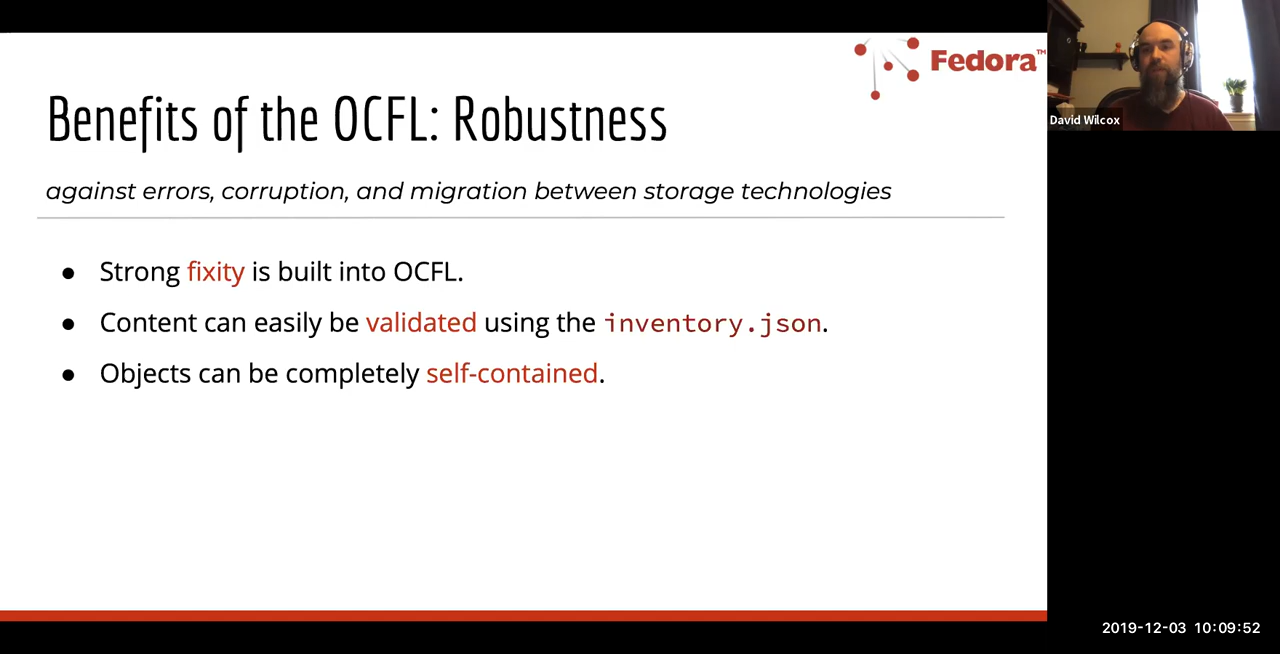 Fedora™
Benefits of the OCFL: Robustness
against errors, corruption, and migration between storage technologies
● Strong fixity is built into OCFL.
● Content can easily be validated using the inventory.json.
● Objects can be completely self-contained.
David Wilcox
2019-12-03 10:09:52